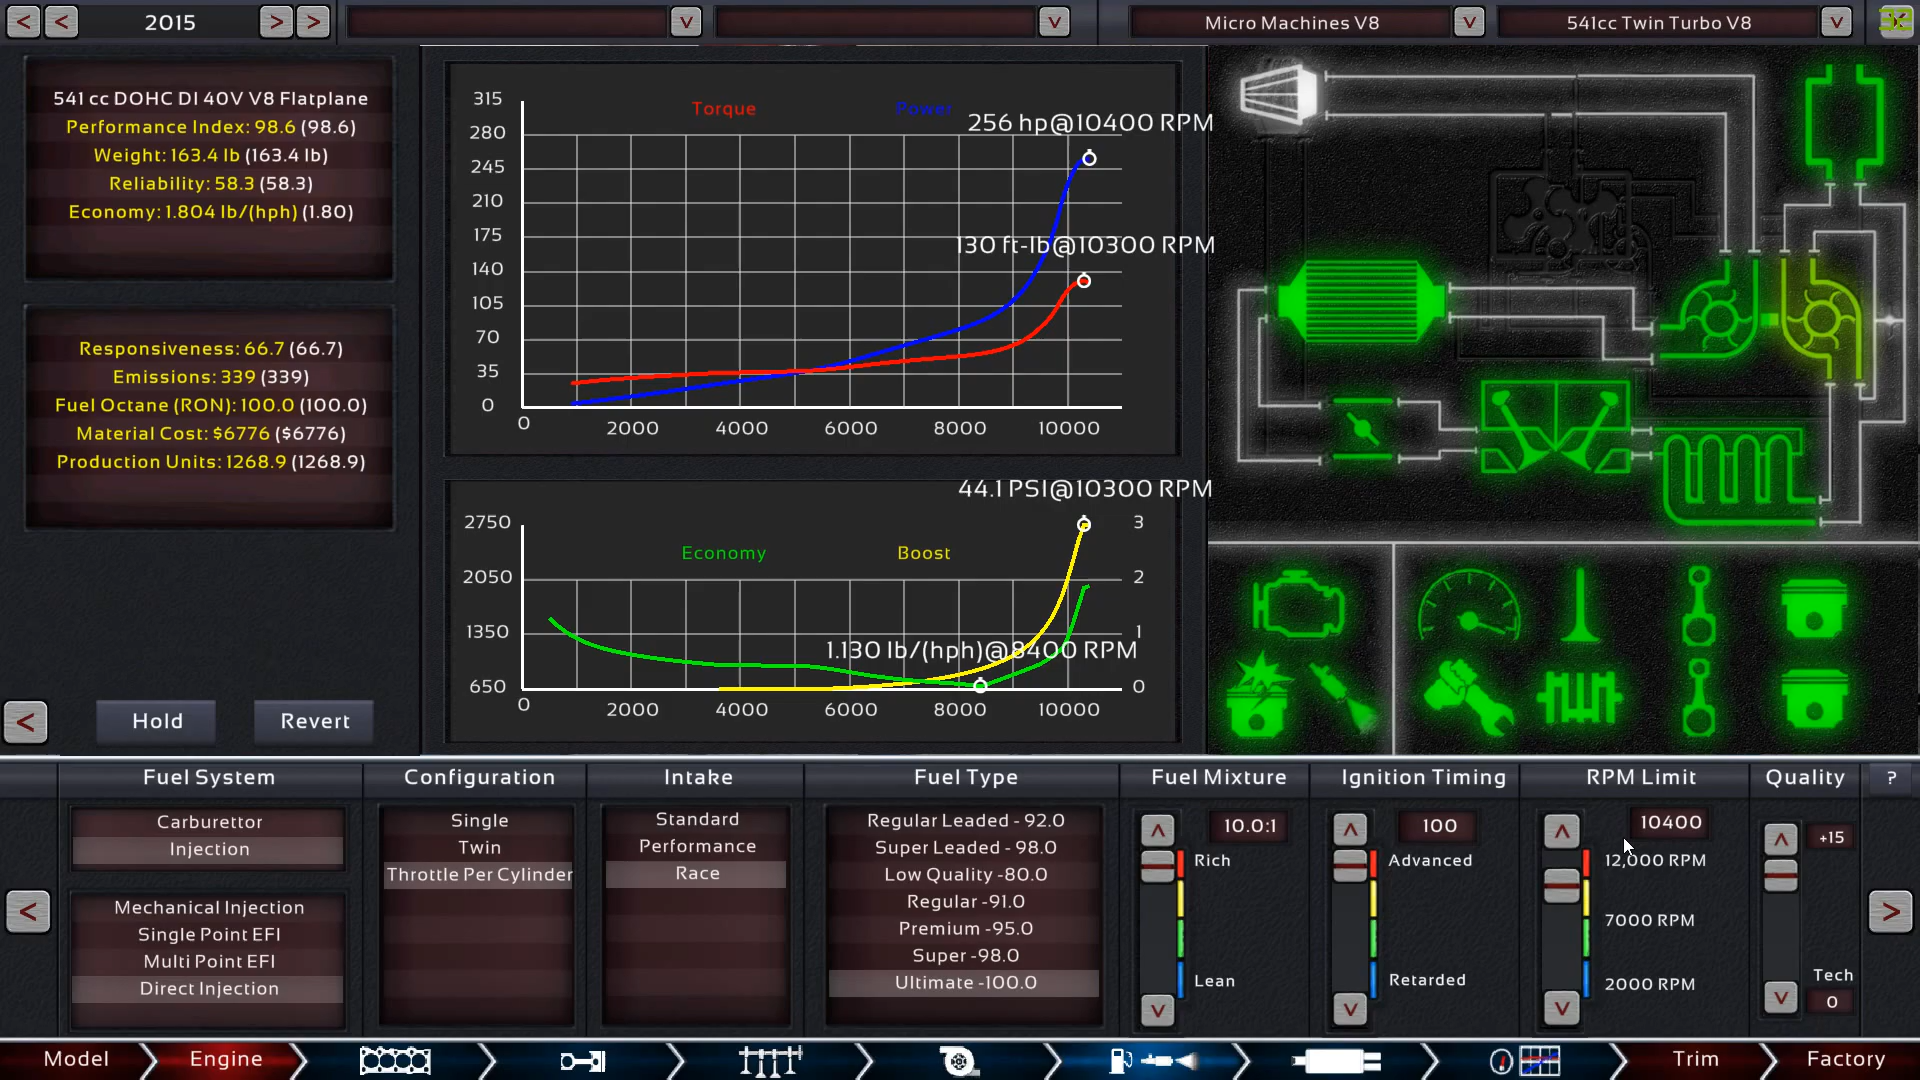 < < 2015 > > V V Micro Machines V8 V 541cc Twin Turbo V8 V
541 cc DOHC DI 40V V8 Flatplane
Performance Index: 98.6 (98.6)
Weight: 163.4 lb (163.4 lb)
Reliability: 58.3 (58.3)
Economy: 1.804 lb/(hph) (1.80)
Responsiveness: 66.7 (66.7)
Emissions: 339 (339)
Fuel Octane (RON): 100.0 (100.0)
Material Cost: $6776 ($6776)
Production Units: 1268.9 (1268.9)
< Hold Revert
Torque Power
256 hp@10400 RPM
130 ft-lb@10300 RPM
315
280
245
210
175
140
105
70
35
0
0 2000 4000 6000 8000 10000
44.1 PSI@10300 RPM
Economy Boost
1.130 lb/(hph)@8400 RPM
2750 3
2050 2
1350 1
650 0
0 2000 4000 6000 8000 10000
Fuel System
Carburettor
Injection
Mechanical Injection
Single Point EFI
Multi Point EFI
Direct Injection
Configuration
Single
Twin
Throttle Per Cylinder
Intake
Standard
Performance
Race
Fuel Type
Regular Leaded - 92.0
Super Leaded - 98.0
Low Quality -80.0
Regular -91.0
Premium -95.0
Super -98.0
Ultimate -100.0
Fuel Mixture
10.0:1
Rich
Lean
Ignition Timing
100
Advanced
Retarded
RPM Limit
10400
12,000 RPM
7000 RPM
2000 RPM
Quality
+15
Tech
0
?
< >
Model Engine Trim Factory